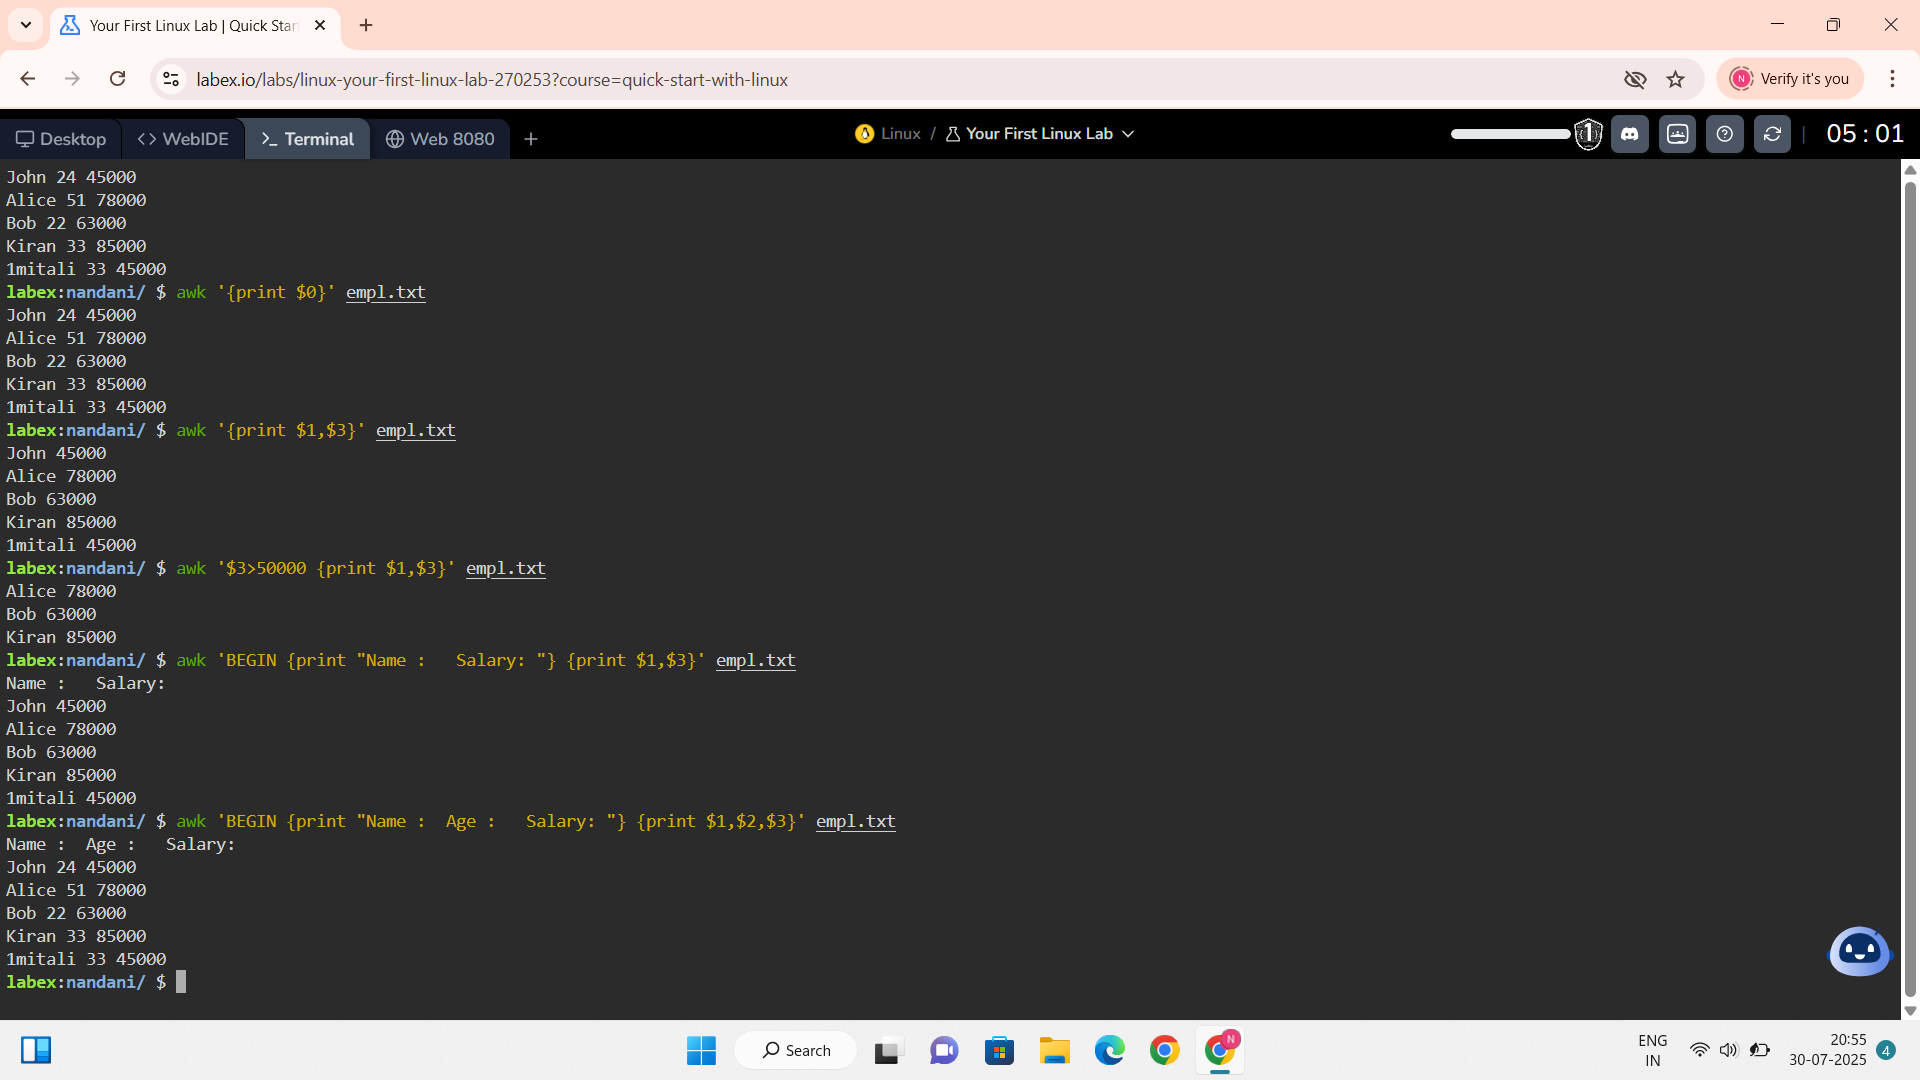 Your First Linux Lab | Quick Star
labex.io/labs/linux-your-first-linux-lab-270253?course=quick-start-with-linux
N Verify it's you
Desktop WebIDE Terminal Web 8080
Linux / Your First Linux Lab
1
05 : 01
John 24 45000
Alice 51 78000
Bob 22 63000
Kiran 33 85000
1mitali 33 45000
labex:nandani/ $ awk '{print $0}' empl.txt
John 24 45000
Alice 51 78000
Bob 22 63000
Kiran 33 85000
1mitali 33 45000
labex:nandani/ $ awk '{print $1,$3}' empl.txt
John 45000
Alice 78000
Bob 63000
Kiran 85000
1mitali 45000
labex:nandani/ $ awk '$3>50000 {print $1,$3}' empl.txt
Alice 78000
Bob 63000
Kiran 85000
labex:nandani/ $ awk 'BEGIN {print "Name :   Salary: "} {print $1,$3}' empl.txt
Name :   Salary:
John 45000
Alice 78000
Bob 63000
Kiran 85000
1mitali 45000
labex:nandani/ $ awk 'BEGIN {print "Name :  Age :   Salary: "} {print $1,$2,$3}' empl.txt
Name :  Age :   Salary:
John 24 45000
Alice 51 78000
Bob 22 63000
Kiran 33 85000
1mitali 33 45000
labex:nandani/ $
Search
N
ENG
IN
20:55
30-07-2025
4